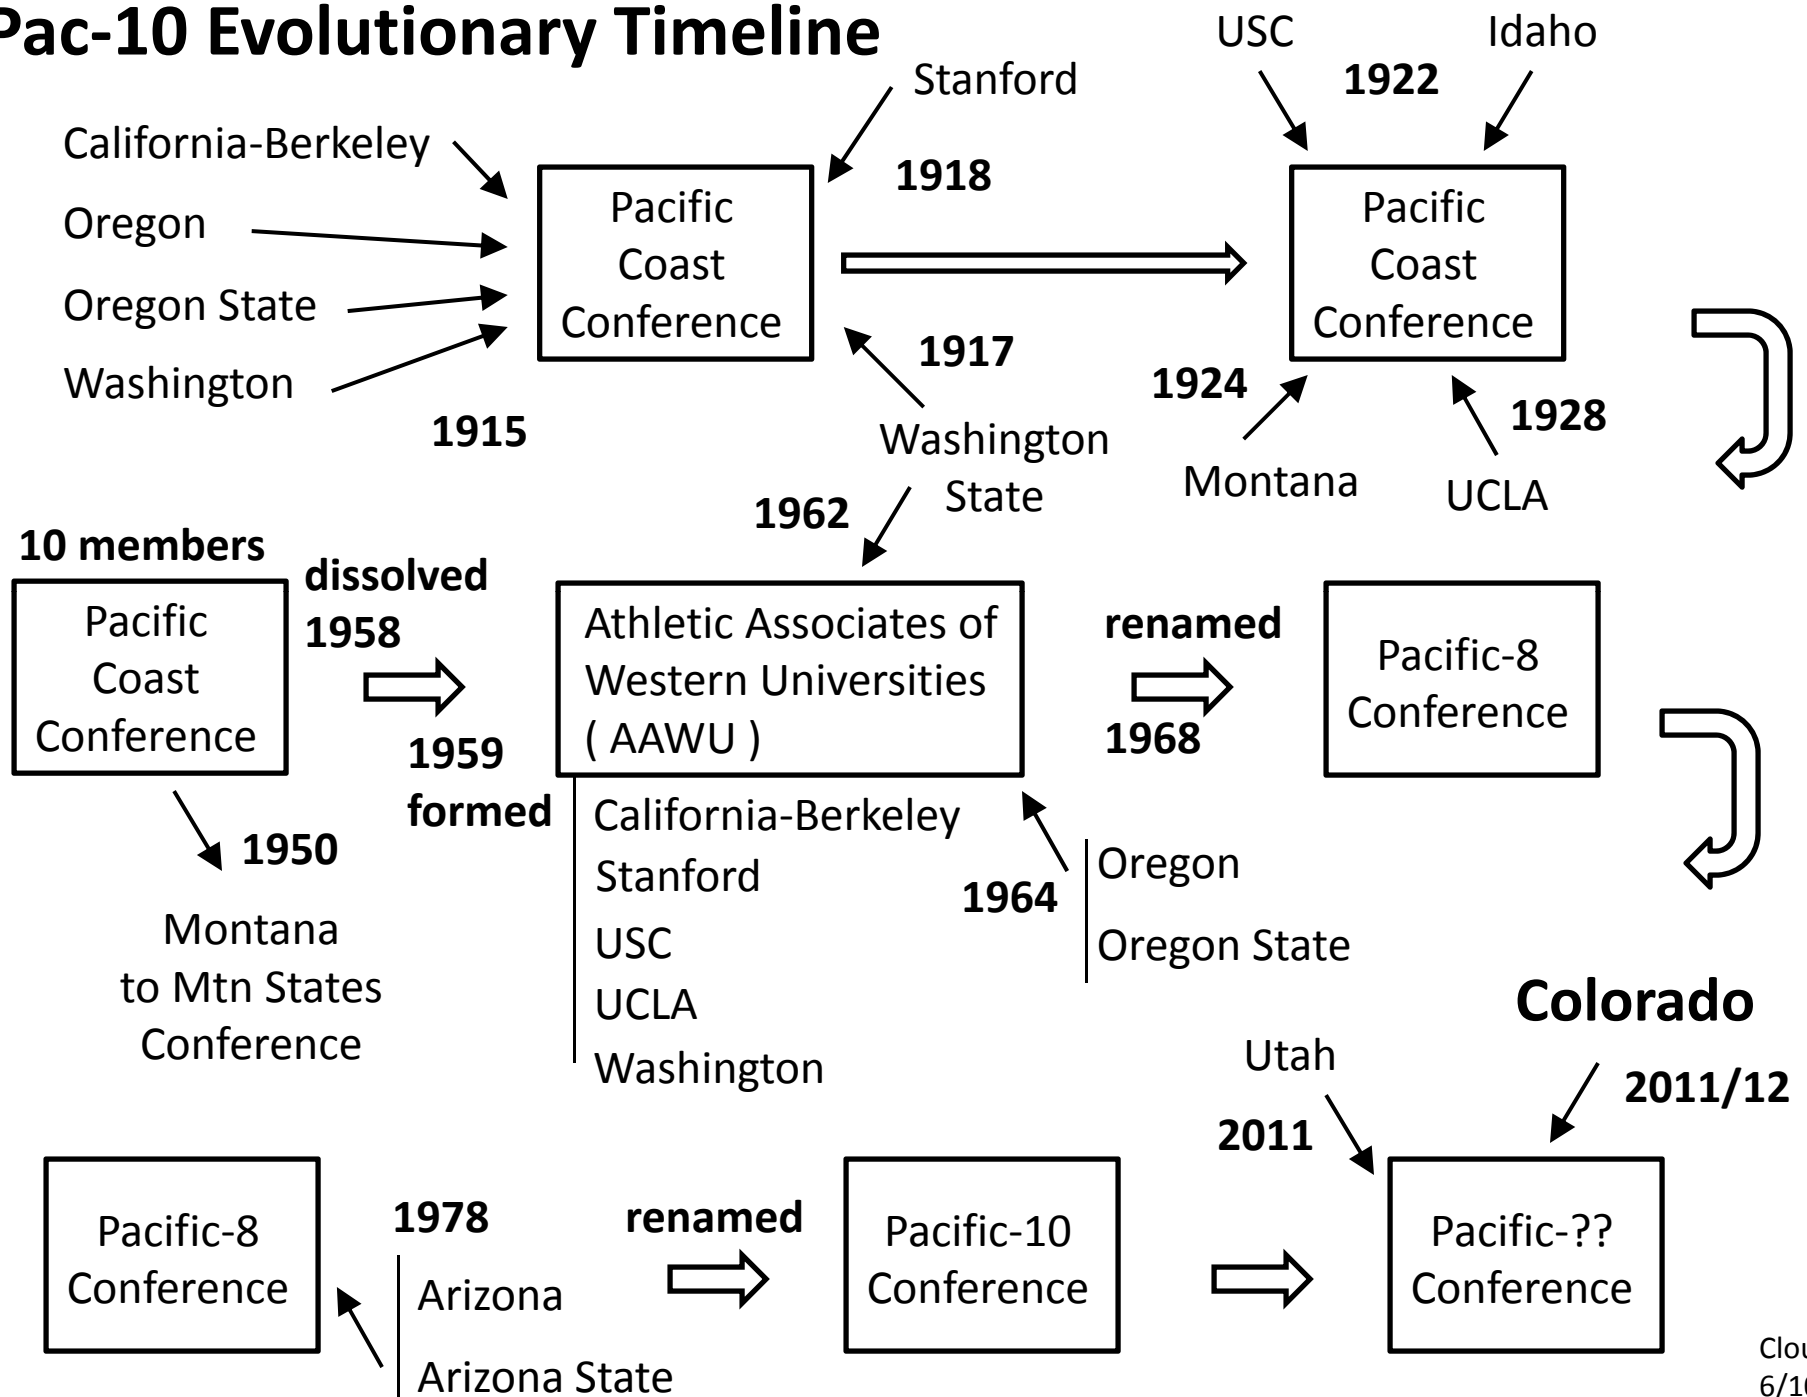 Pac-10 Evolutionary Timeline
USC
Idaho
1922
Stanford
California-Berkeley
Oregon
Oregon State
Washington
1915
Pacific
Coast
Conference
1918
1917
Washington
State
Pacific
Coast
Conference
1924
Montana
1928
UCLA
10 members
Pacific
Coast
Conference
dissolved
1958
1959
formed
1950
Montana
to Mtn States
Conference
1962
Athletic Associates of
Western Universities
( AAWU )
California-Berkeley
Stanford
USC
UCLA
Washington
1964
Oregon
Oregon State
renamed
1968
Pacific-8
Conference
Pacific-8
Conference
1978
Arizona
Arizona State
renamed
Pacific-10
Conference
Utah
2011
Colorado
2011/12
Pacific-??
Conference